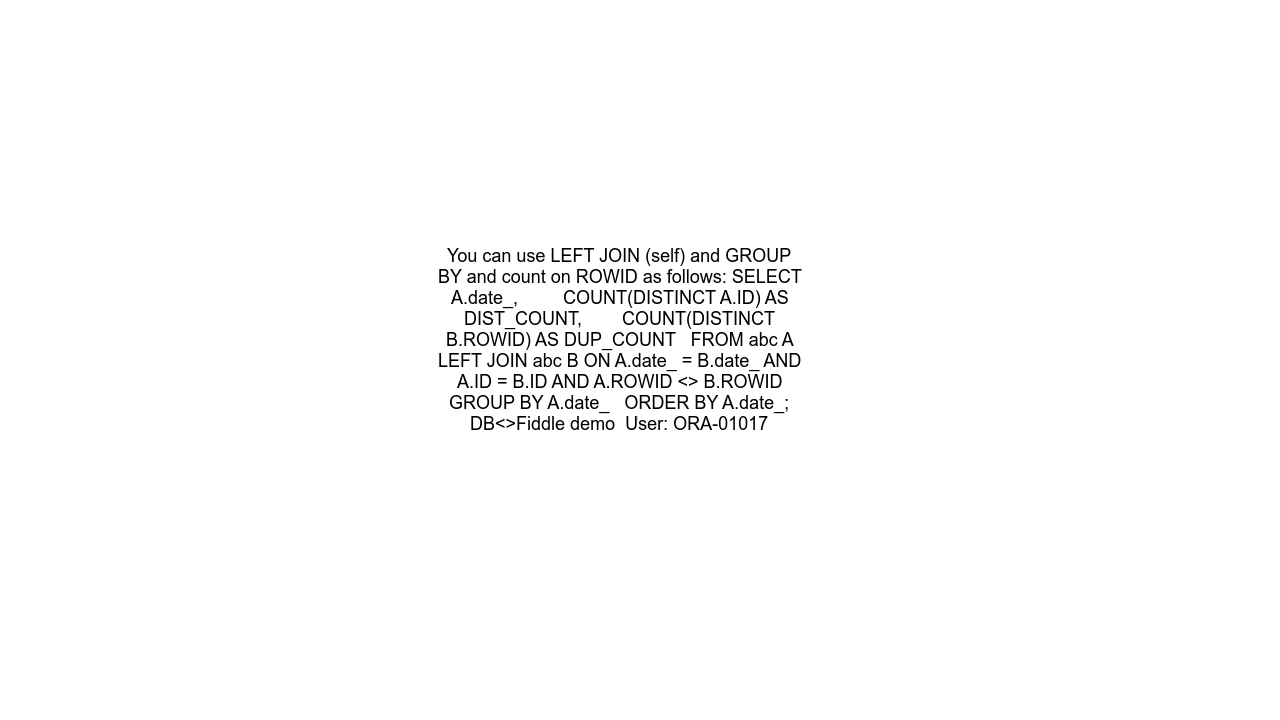 You can use LEFT JOIN (self) and GROUP
BY and count on ROWID as follows: SELECT
A.date_,         COUNT(DISTINCT A.ID) AS
DIST_COUNT,        COUNT(DISTINCT
B.ROWID) AS DUP_COUNT   FROM abc A
LEFT JOIN abc B ON A.date_ = B.date_ AND
A.ID = B.ID AND A.ROWID <> B.ROWID
GROUP BY A.date_   ORDER BY A.date_;
DB<>Fiddle demo  User: ORA-01017